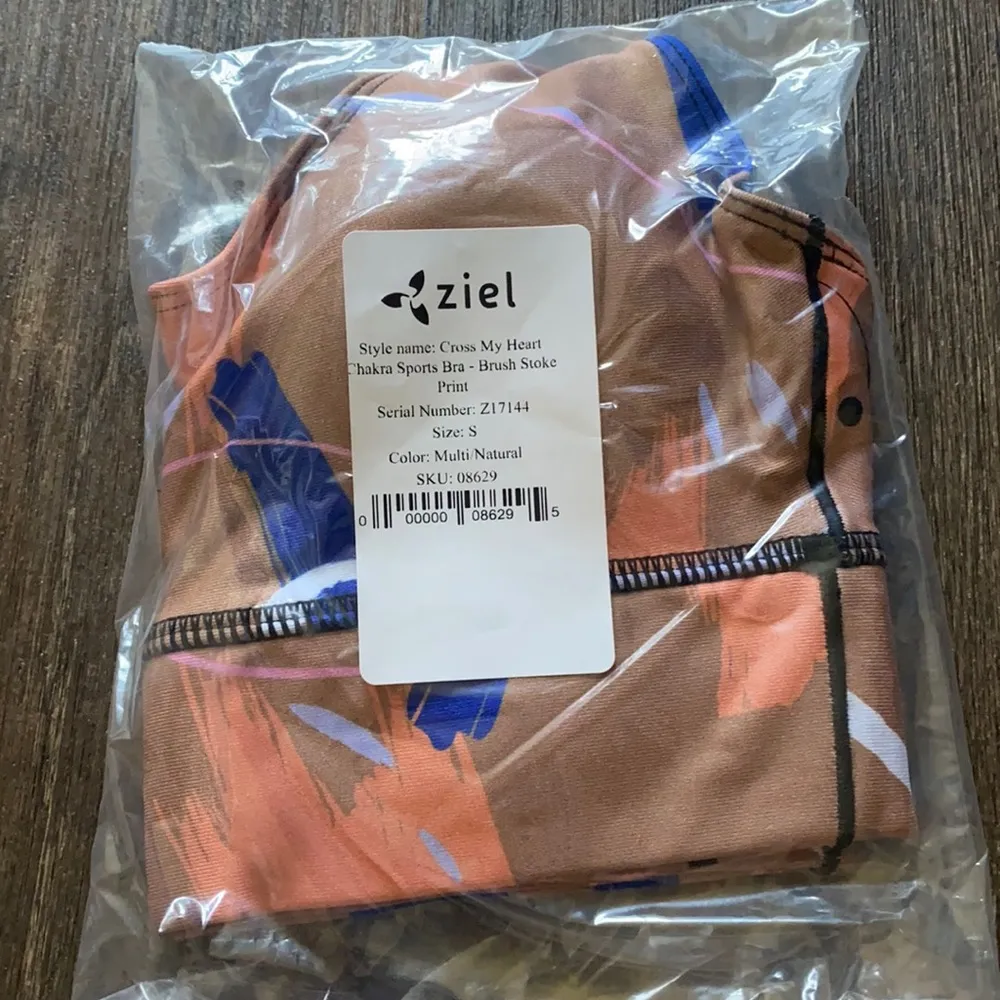 ziel
Style name: Cross My Heart
Chakra Sports Bra - Brush Stoke
Print
Serial Number: Z17144
Size: S
Color: Multi/Natural
SKU: 08629
0 00000 08629 5